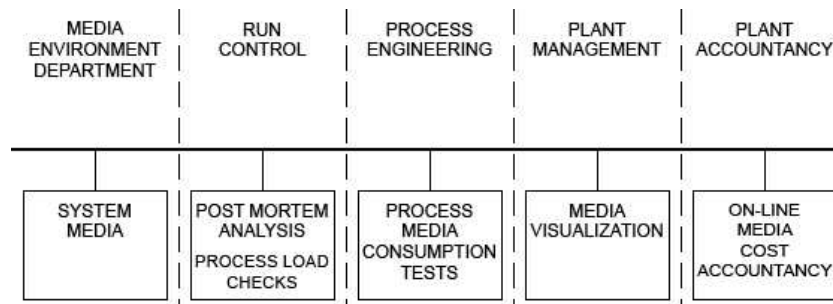 MEDIA
ENVIRONMENT
DEPARTMENT
RUN
CONTROL
PROCESS
ENGINEERING
PLANT
MANAGEMENT
PLANT
ACCOUNTANCY
SYSTEM
MEDIA
POST MORTEM
ANALYSIS
PROCESS LOAD
CHECKS
PROCESS
MEDIA
CONSUMPTION
TESTS
MEDIA
VISUALIZATION
ON-LINE
MEDIA
COST
ACCOUNTANCY